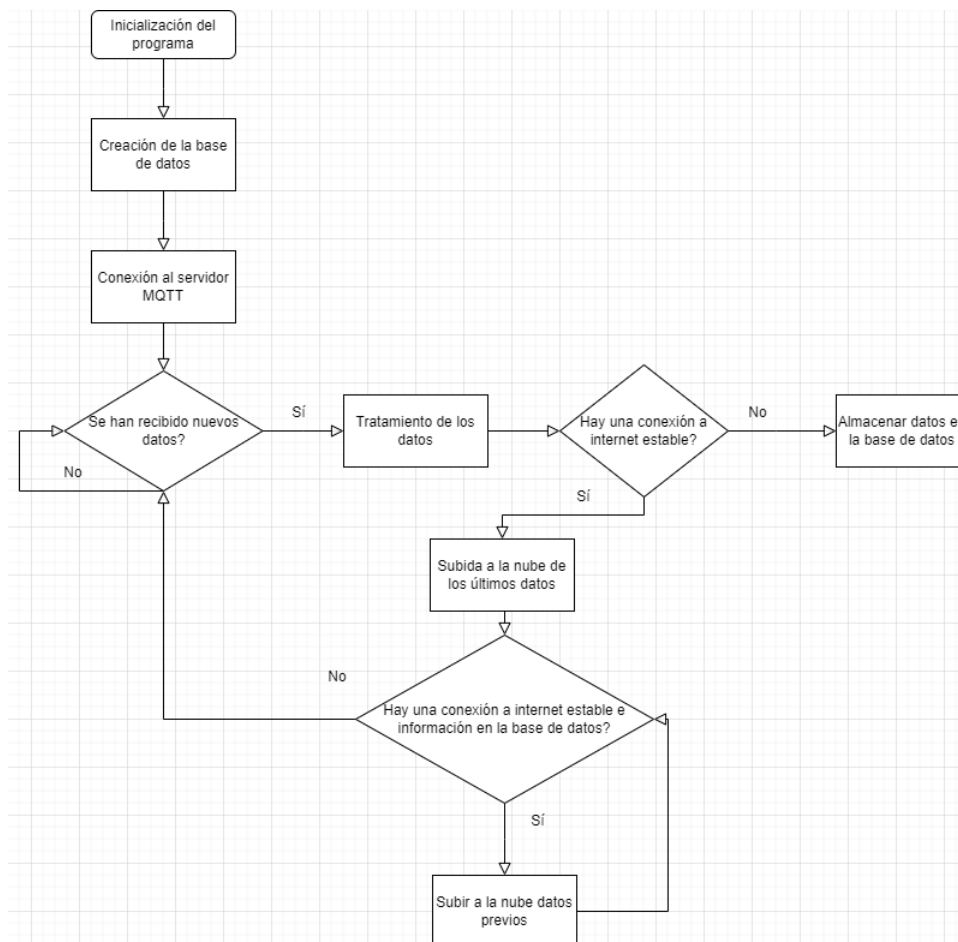 Inicialización del
programa
Creación de la base
de datos
Conexión al servidor
MQTT
Se han recibido nuevos
datos?
Sí
No
Tratamiento de los
datos
Hay una conexión a
internet estable?
No
Almacenar datos e
la base de datos
Sí
Subida a la nube de
los últimos datos
No
Hay una conexión a internet estable e
información en la base de datos?
Sí
Subir a la nube datos
previos